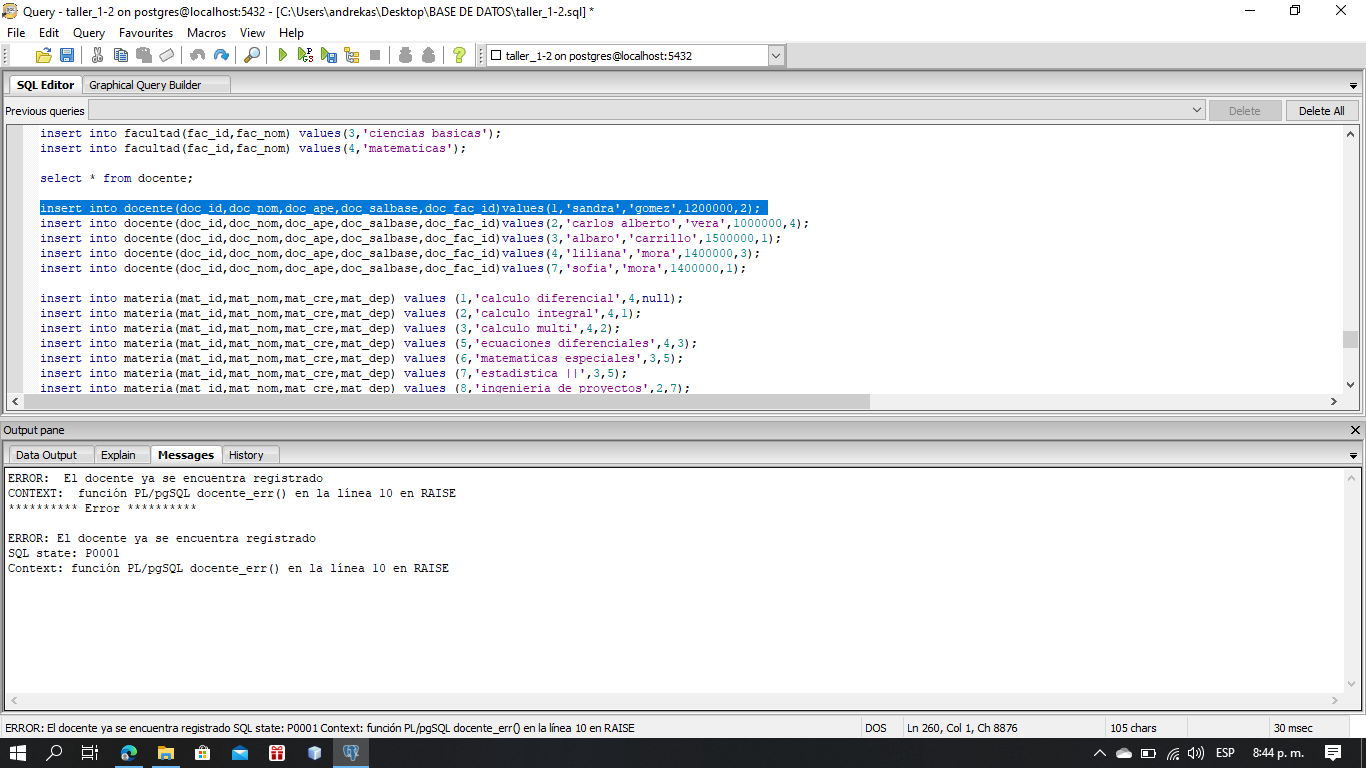 Query - taller_1-2 on postgres@localhost:5432 - [C:\Users\andrekas\Desktop\BASE DE DATOS\taller_1-2.sql] *
File Edit Query Favourites Macros View Help
taller_1-2 on postgres@localhost:5432
SQL Editor Graphical Query Builder
Previous queries Delete Delete All
insert into facultad(fac_id,fac_nom) values(3,'ciencias basicas');
insert into facultad(fac_id,fac_nom) values(4,'matematicas');
select * from docente;
insert into docente(doc_id,doc_nom,doc_ape,doc_salbase,doc_fac_id)values(1,'sandra','gomez',1200000,2);
insert into docente(doc_id,doc_nom,doc_ape,doc_salbase,doc_fac_id)values(2,'carlos alberto','vera',1000000,4);
insert into docente(doc_id,doc_nom,doc_ape,doc_salbase,doc_fac_id)values(3,'albaro','carrillo',1500000,1);
insert into docente(doc_id,doc_nom,doc_ape,doc_salbase,doc_fac_id)values(4,'liliana','mora',1400000,3);
insert into docente(doc_id,doc_nom,doc_ape,doc_salbase,doc_fac_id)values(7,'sofia','mora',1400000,1);
insert into materia(mat_id,mat_nom,mat_cre,mat_dep) values (1,'calculo diferencial',4,null);
insert into materia(mat_id,mat_nom,mat_cre,mat_dep) values (2,'calculo integral',4,1);
insert into materia(mat_id,mat_nom,mat_cre,mat_dep) values (3,'calculo multi',4,2);
insert into materia(mat_id,mat_nom,mat_cre,mat_dep) values (5,'ecuaciones diferenciales',4,3);
insert into materia(mat_id,mat_nom,mat_cre,mat_dep) values (6,'matematicas especiales',3,5);
insert into materia(mat_id,mat_nom,mat_cre,mat_dep) values (7,'estadistica ||',3,5);
insert into materia(mat_id,mat_nom,mat_cre,mat_dep) values (8,'ingenieria de proyectos',2,7);
Output pane
Data Output Explain Messages History
ERROR:  El docente ya se encuentra registrado
CONTEXT:  función PL/pgSQL docente_err() en la línea 10 en RAISE
********** Error **********
ERROR: El docente ya se encuentra registrado
SQL state: P0001
Context: función PL/pgSQL docente_err() en la línea 10 en RAISE
ERROR: El docente ya se encuentra registrado SQL state: P0001 Context: función PL/pgSQL docente_err() en la línea 10 en RAISE DOS Ln 260, Col 1, Ch 8876 105 chars 30 msec
ESP 8:44 p. m.